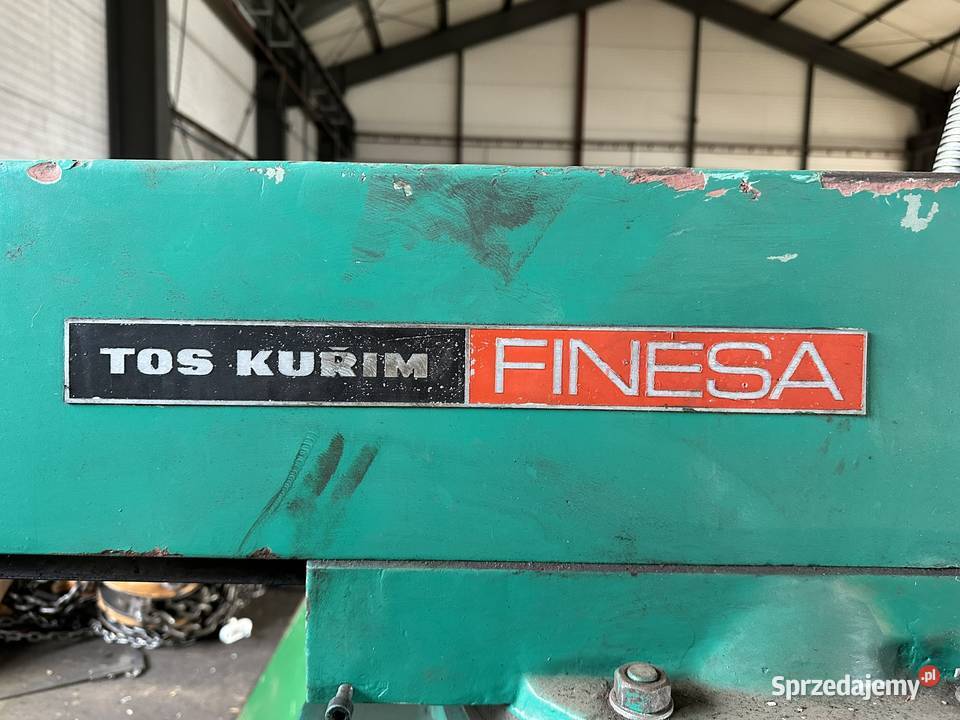 TOS KUŘIM FINESA
Sprzedajemy.pl